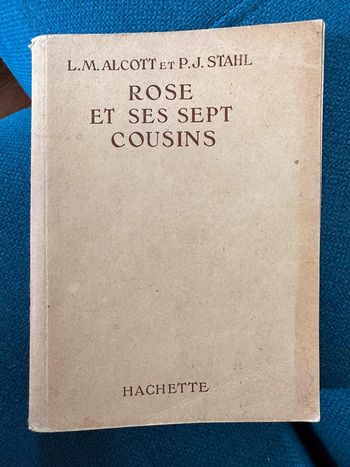 L. M. ALCOTT ET P. J. STAHL
ROSE
ET SES SEPT
COUSINS
HACHETTE